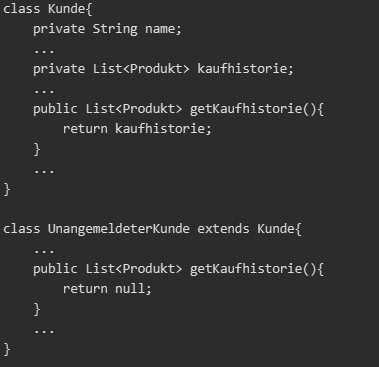 class Kunde{
    private String name;
    ...
    private List<Produkt> kaufhistorie;
    ...
    public List<Produkt> getKaufhistorie(){
        return kaufhistorie;
    }
    ...
}

class UnangemeldeterKunde extends Kunde{
    ...
    public List<Produkt> getKaufhistorie(){
        return null;
    }
    ...
}